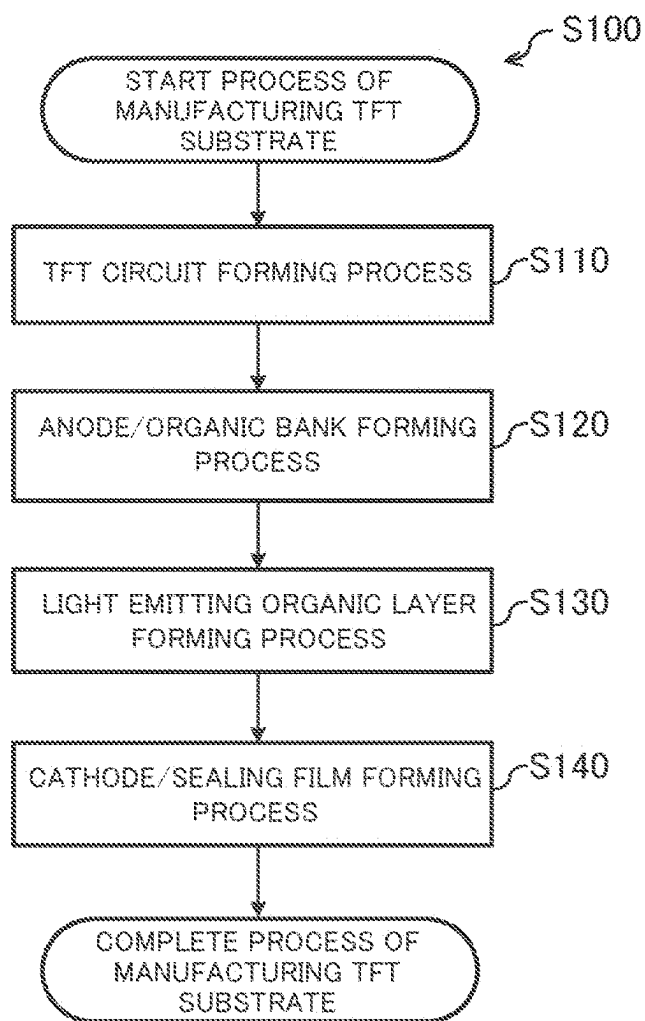 S100
START PROCESS OF
MANUFACTURING TFT
SUBSTRATE
TFT CIRCUIT FORMING PROCESS
S110
ANODE/ORGANIC BANK FORMING
PROCESS
S120
LIGHT EMITTING ORGANIC LAYER
FORMING PROCESS
S130
CATHODE/SEALING FILM FORMING
PROCESS
S140
COMPLETE PROCESS OF
MANUFACTURING TFT
SUBSTRATE